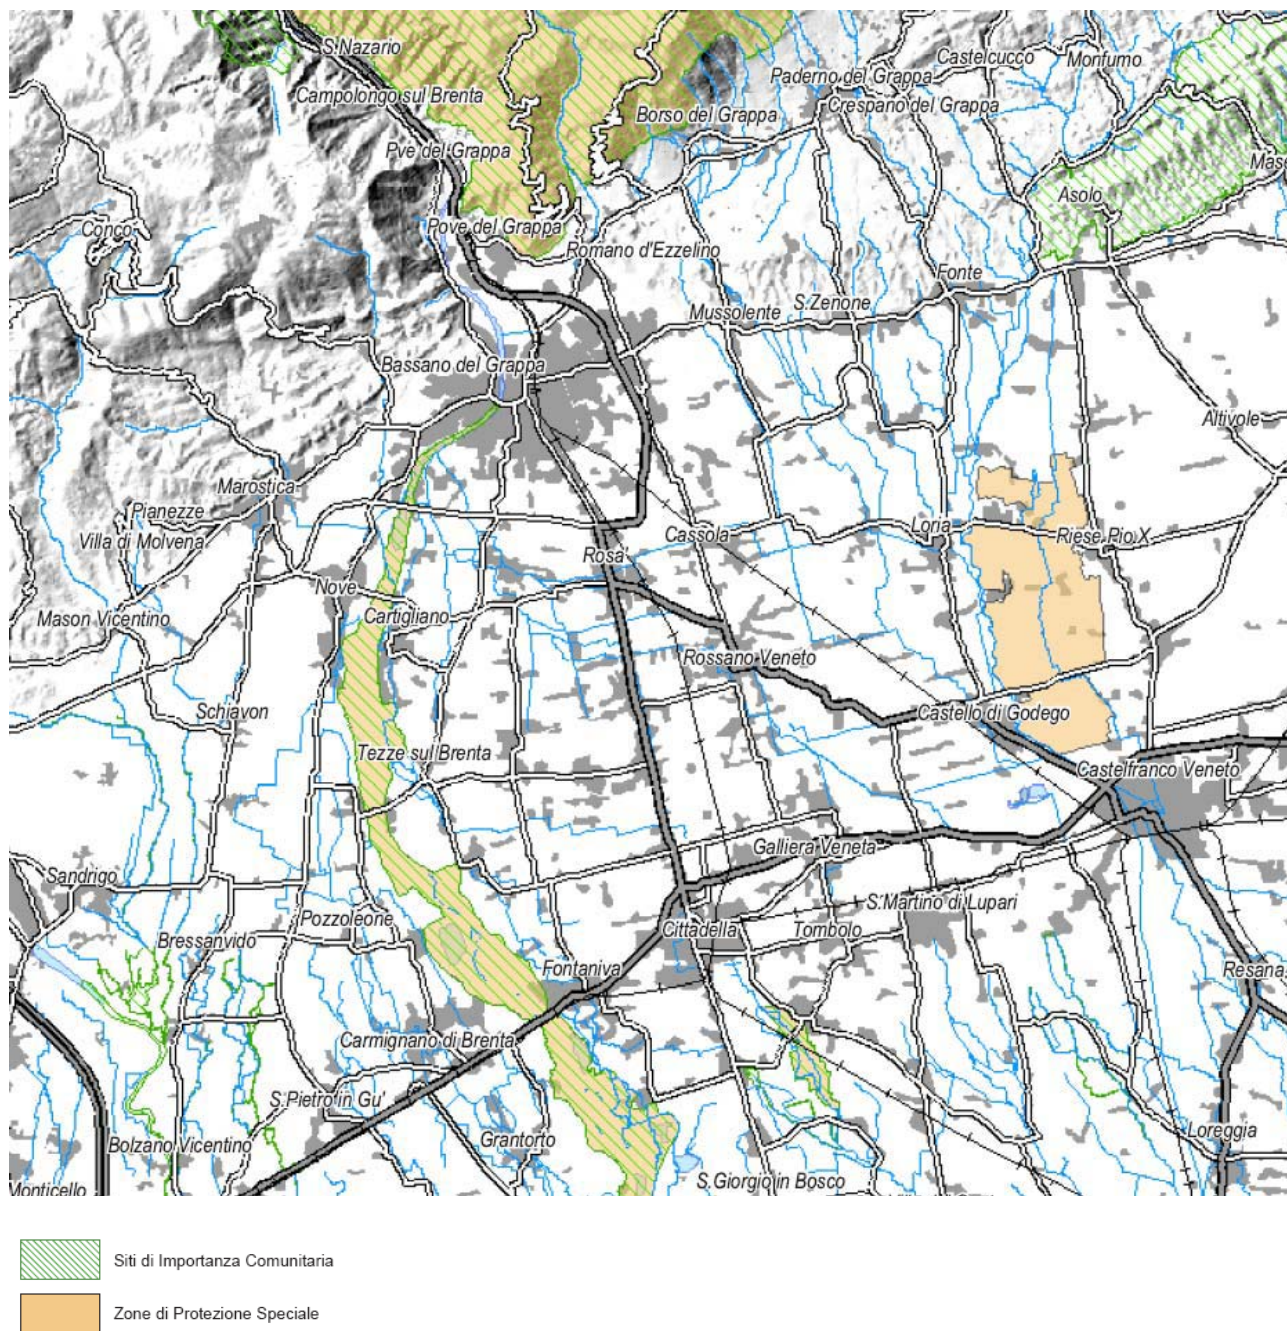 S.Nazario
Castelcucco
Monfumo
Paderno del Grappa
Campolongo sul Brenta
Crespano del Grappa
Borso del Grappa
Pve del Grappa
Mas
Asolo
Conco
Pove del Grappa
Romano d'Ezzelino
Fonte
S.Zenone
Mussolente
Bassano del Grappa
Altivole
Marostica
Pianezze
Loria
Cassola
Riese Pio X
Villa di Molvena
Rosà
Nove
Cartigliano
Mason Vicentino
Rossano Veneto
Schiavon
Castello di Godego
Tezze sul Brenta
Castelfranco Veneto
Galliera Veneta
Sandrigo
S.Martino di Lupari
Pozzoleone
Cittadella
Tombolo
Bressanvido
Fontaniva
Resana
Carmignano di Brenta
S.Pietro in Gu'
Grantorto
Loreggia
Bolzano Vicentino
S.Giorgio in Bosco
Monticello
Siti di Importanza Comunitaria
Zone di Protezione Speciale